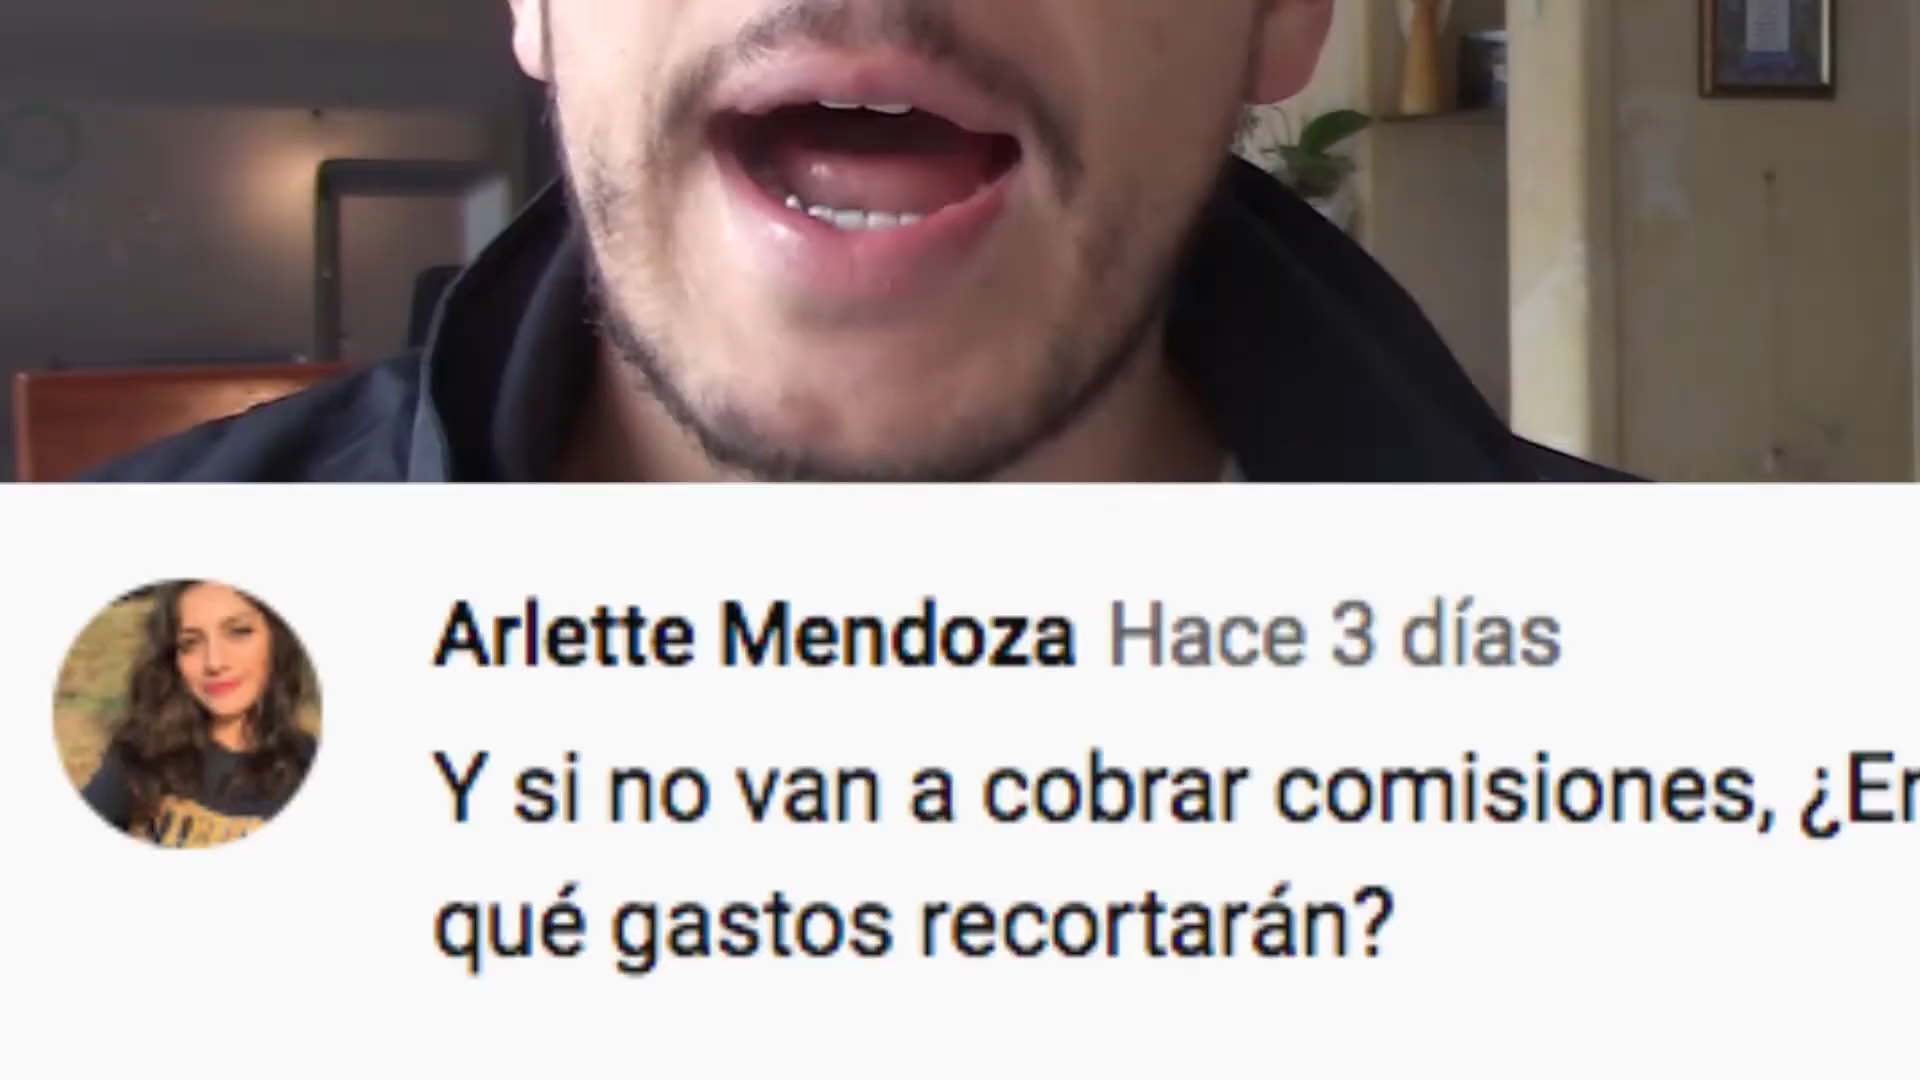 Arlette Mendoza Hace 3 días
Y si no van a cobrar comisiones, ¿En
qué gastos recortarán?